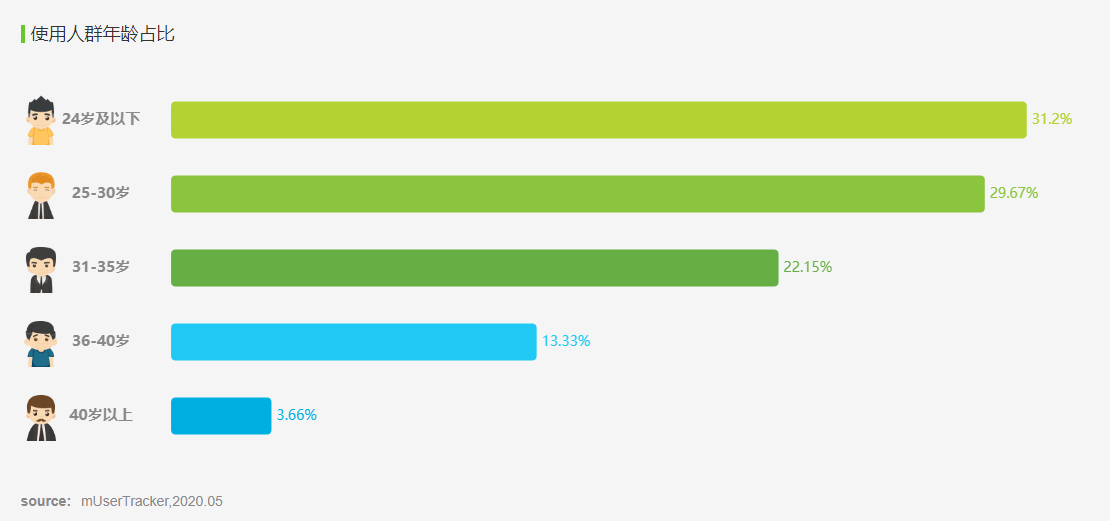 使用人群年龄占比
24岁及以下 31.2%
25-30岁 29.67%
31-35岁 22.15%
36-40岁 13.33%
40岁以上 3.66%
source: mUserTracker,2020.05